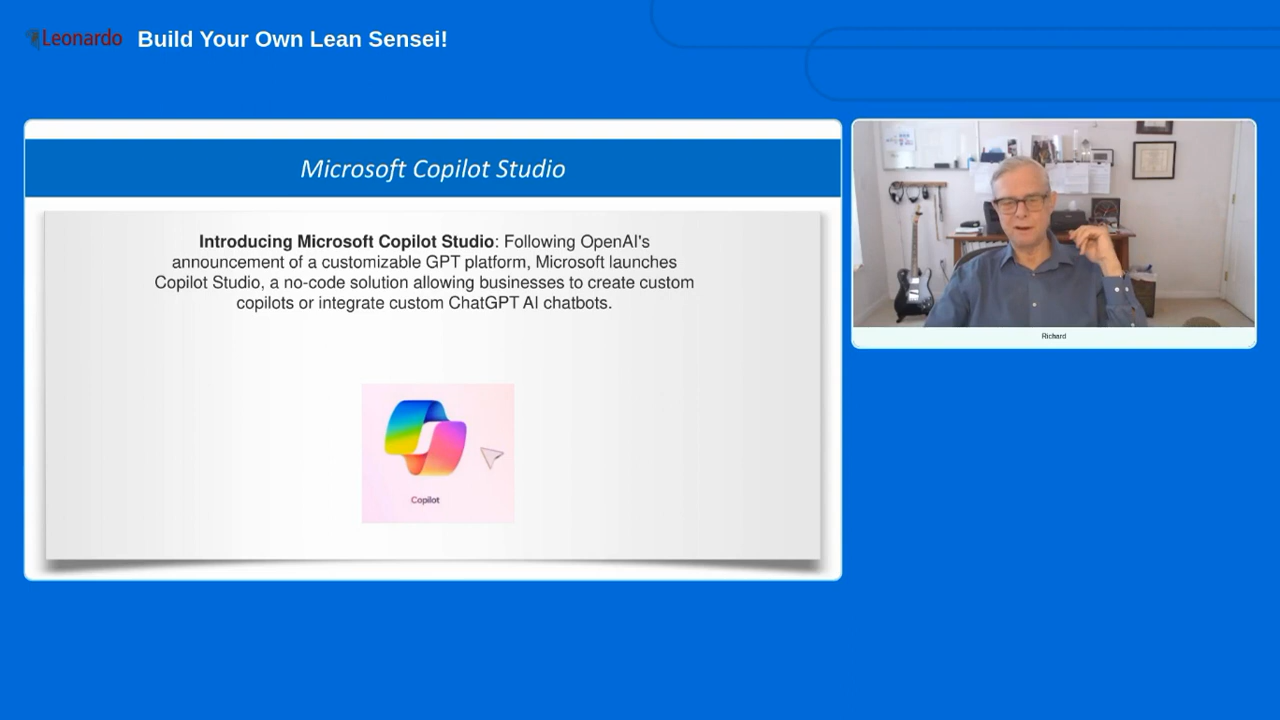 Leonardo
Build Your Own Lean Sensei!
Microsoft Copilot Studio
Introducing Microsoft Copilot Studio: Following OpenAI's
announcement of a customizable GPT platform, Microsoft launches
Copilot Studio, a no-code solution allowing businesses to create custom
copilots or integrate custom ChatGPT AI chatbots.
Copilot
Richard